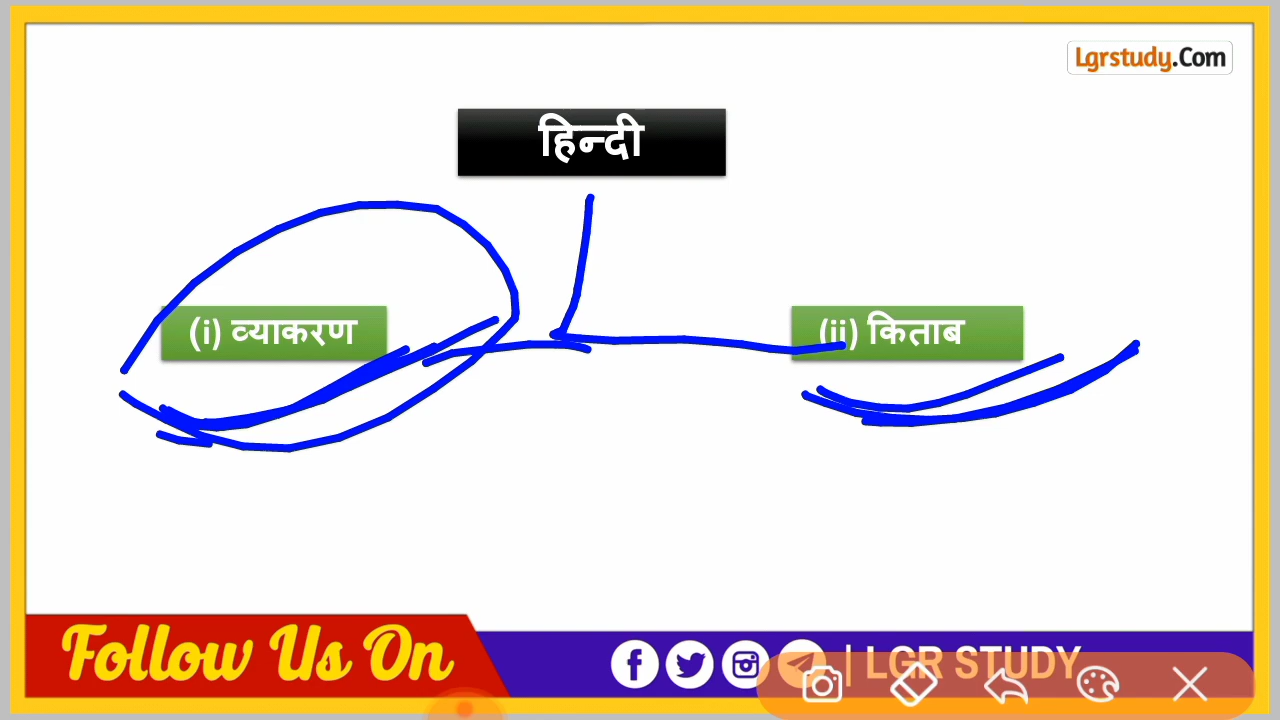 Lgrstudy.Com
हिन्दी
(i) व्याकरण
(ii) किताब
Follow Us On
| LGR STUDY